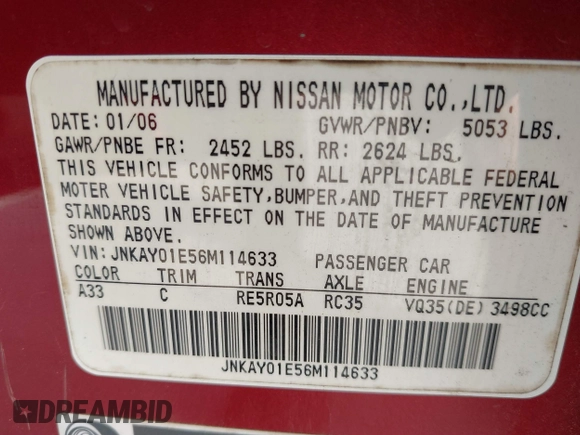 MANUFACTURED BY NISSAN MOTOR CO.,LTD.
DATE: 01/06 GVWR/PNBV: 5053 LBS.
GAWR/PNBE FR: 2452 LBS. RR: 2624 LBS.
THIS VEHICLE CONFORMS TO ALL APPLICABLE FEDERAL
MOTER VEHICLE SAFETY,BUMPER,AND THEFT PREVENTION
STANDARDS IN EFFECT ON THE DATE OF MANUFACTURE
SHOWN ABOVE.
VIN: JNKAY01E56M114633 PASSENGER CAR
COLOR TRIM TRANS AXLE ENGINE
A33 C RE5R05A RC35 VQ35(DE) 3498CC
JNKAY01E56M114633
DREAMBID